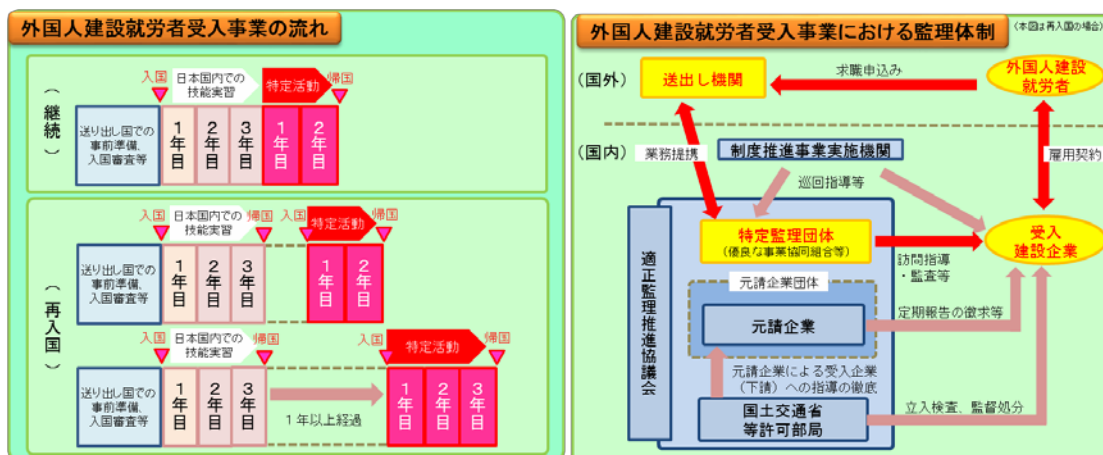 外国人建設就労者受入事業の流れ
（継続）
入国
日本国内での
技能実習
特定活動
帰国
送り出し国での
事前準備、
入国審査等
1年目
2年目
3年目
1年目
2年目
（再入国）
入国
日本国内での
技能実習
帰国
入国
特定活動
帰国
送り出し国での
事前準備、
入国審査等
1年目
2年目
3年目
1年目
2年目
入国
日本国内での
技能実習
帰国
入国
特定活動
帰国
送り出し国での
事前準備、
入国審査等
1年目
2年目
3年目
1年以上経過
1年目
2年目
3年目
外国人建設就労者受入事業における監理体制
（本図は再入国の場合）
（国外）
送出し機関
求職申込み
外国人建設
就労者
（国内）
業務提携
制度推進事業実施機関
雇用契約
巡回指導等
適正監理推進協議会
特定監理団体
（優良な事業協同組合等）
受入
建設企業
訪問指導
・監査等
元請企業団体
元請企業
定期報告の徴求等
元請企業による受入企業
（下請）への指導の徹底
国土交通省
等許可部局
立入検査、監督処分